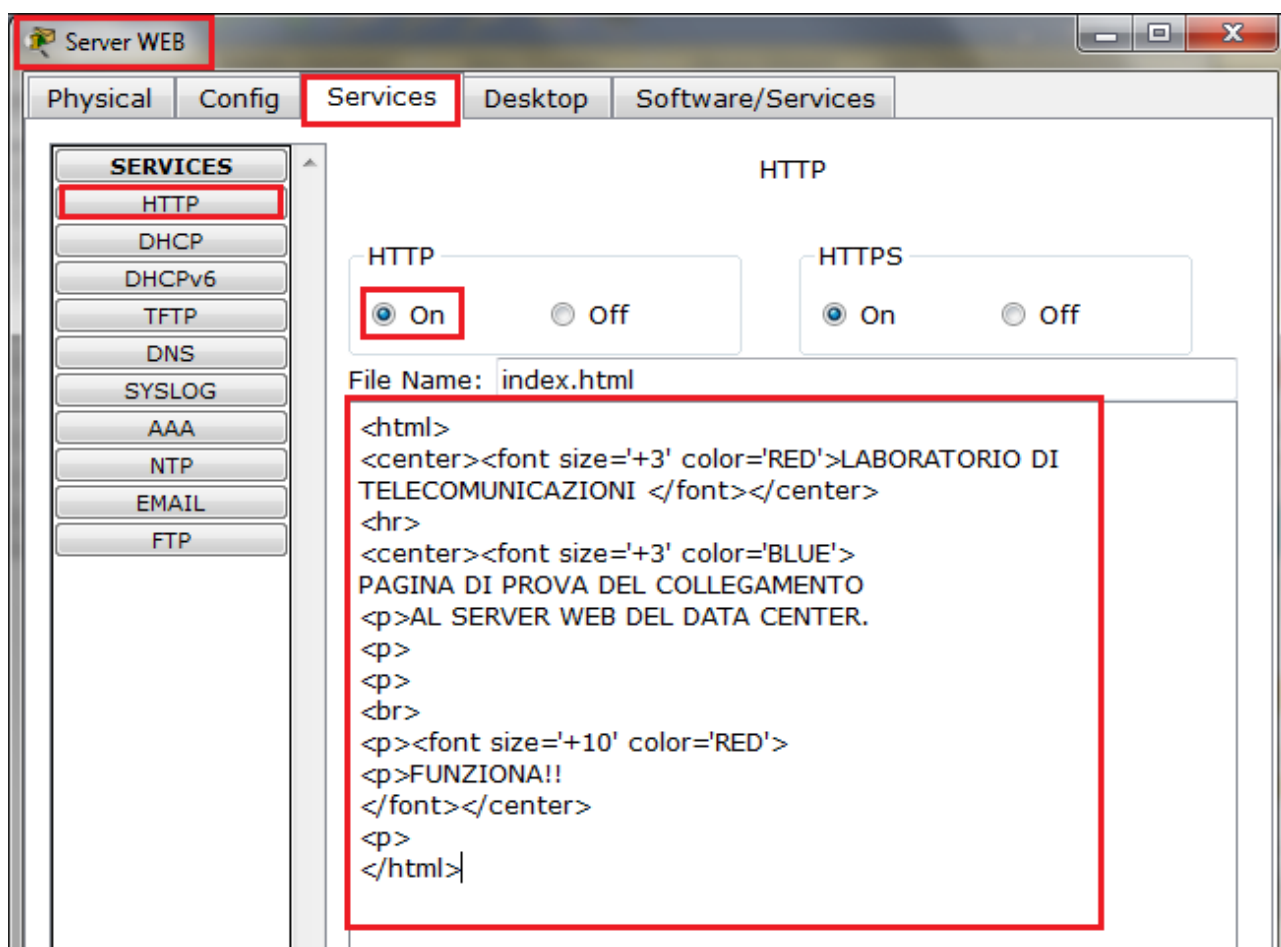 Server WEB
X
Physical Config Services Desktop Software/Services
SERVICES
HTTP
DHCP
DHCPv6
TFTP
DNS
SYSLOG
AAA
NTP
EMAIL
FTP
HTTP
HTTP
On Off
HTTPS
On Off
File Name: index.html
<html>
<center><font size='+3' color='RED'>LABORATORIO DI
TELECOMUNICAZIONI </font></center>
<hr>
<center><font size='+3' color='BLUE'>
PAGINA DI PROVA DEL COLLEGAMENTO
<p>AL SERVER WEB DEL DATA CENTER.
<p>
<p>
<br>
<p><font size='+10' color='RED'>
<p>FUNZIONA!!
</font></center>
<p>
</html>